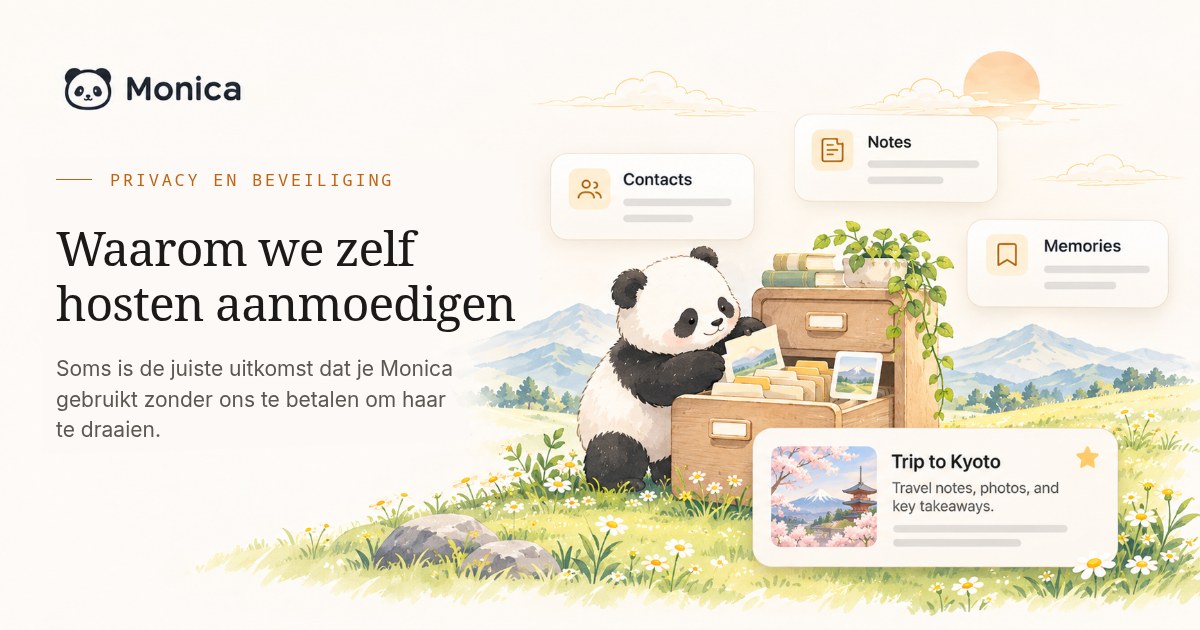 Monica
PRIVACY EN BEVEILIGING
Waarom we zelf
hosten aanmoedigen
Soms is de juiste uitkomst dat je Monica
gebruikt zonder ons te betalen om haar
te draaien.
Contacts
Notes
Memories
Trip to Kyoto
Travel notes, photos, and
key takeaways.